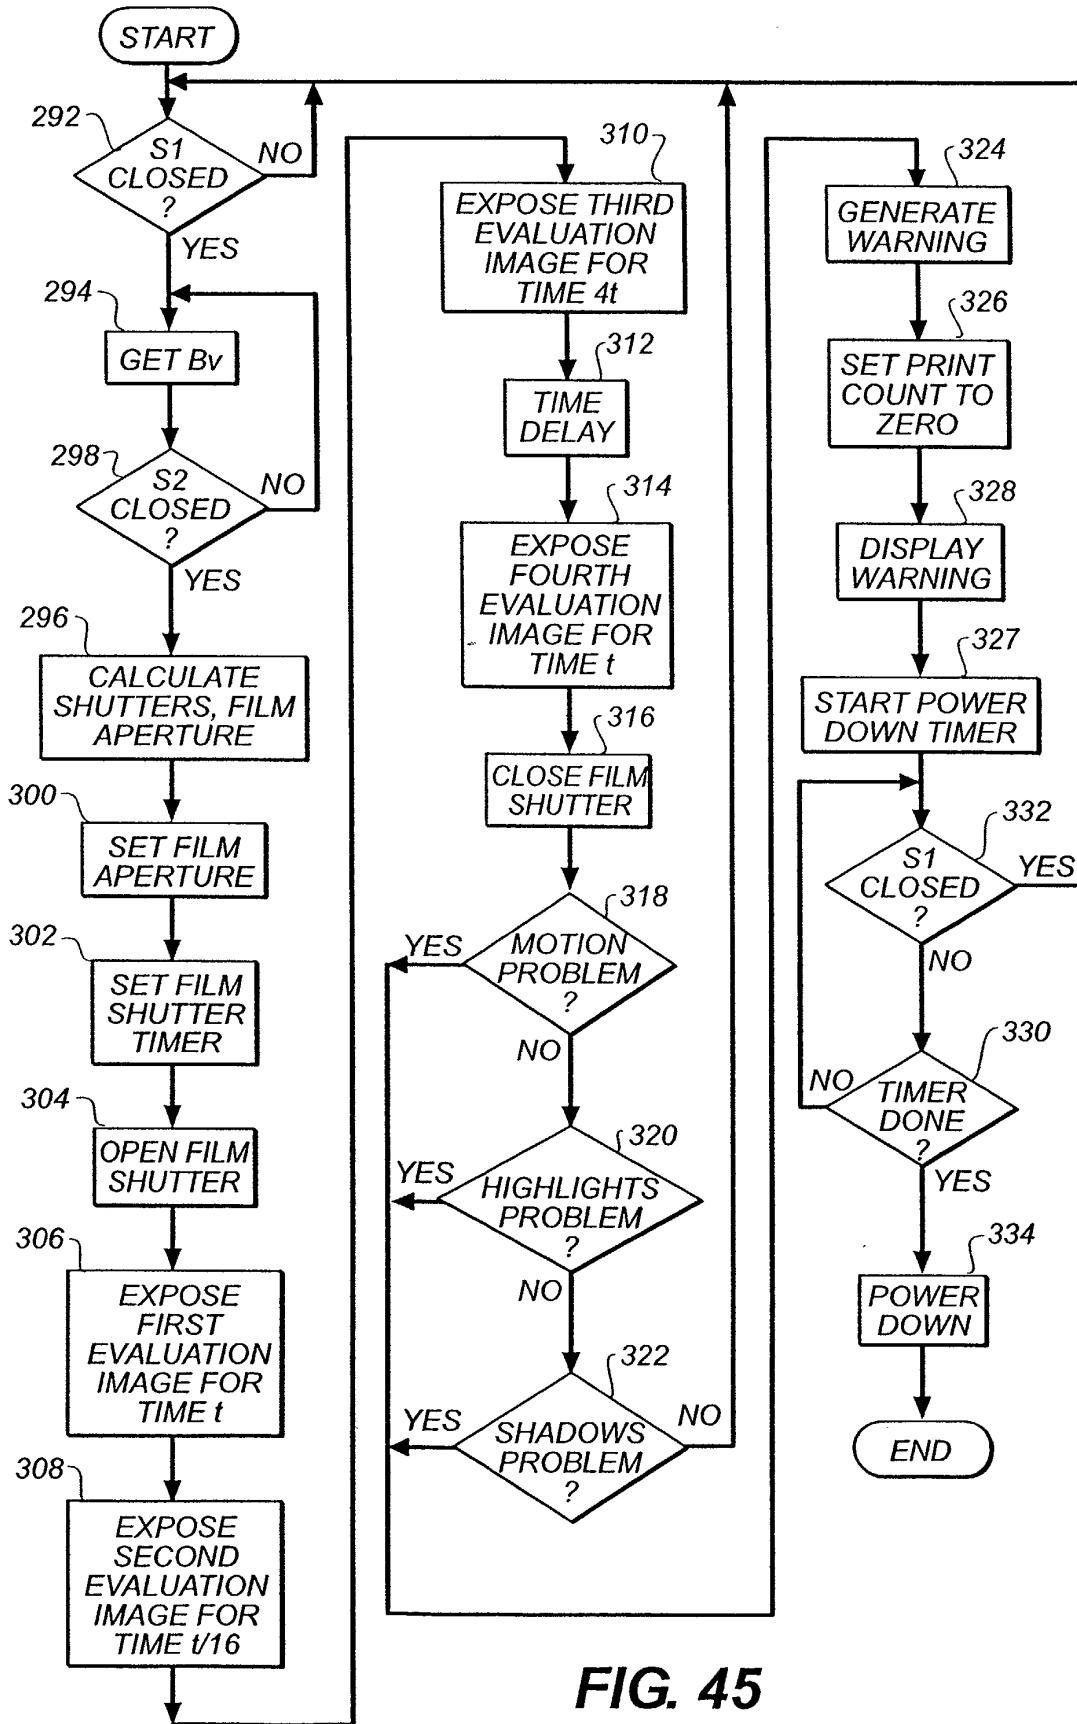 START
292
S1
CLOSED
?
NO
YES
294
GET Bv
298
S2
CLOSED
?
NO
YES
296
CALCULATE
SHUTTERS, FILM
APERTURE
300
SET FILM
APERTURE
302
SET FILM
SHUTTER
TIMER
304
OPEN FILM
SHUTTER
306
EXPOSE
FIRST
EVALUATION
IMAGE FOR
TIME t
308
EXPOSE
SECOND
EVALUATION
IMAGE FOR
TIME t/16
310
EXPOSE THIRD
EVALUATION
IMAGE FOR
TIME 4t
312
TIME
DELAY
314
EXPOSE
FOURTH
EVALUATION
IMAGE FOR
TIME t
316
CLOSE FILM
SHUTTER
318
YES
MOTION
PROBLEM
?
NO
320
YES
HIGHLIGHTS
PROBLEM
?
NO
322
YES
SHADOWS
PROBLEM
?
NO
324
GENERATE
WARNING
326
SET PRINT
COUNT TO
ZERO
328
DISPLAY
WARNING
327
START POWER
DOWN TIMER
332
S1
CLOSED
?
YES
NO
330
NO
TIMER
DONE
?
YES
334
POWER
DOWN
END
FIG. 45